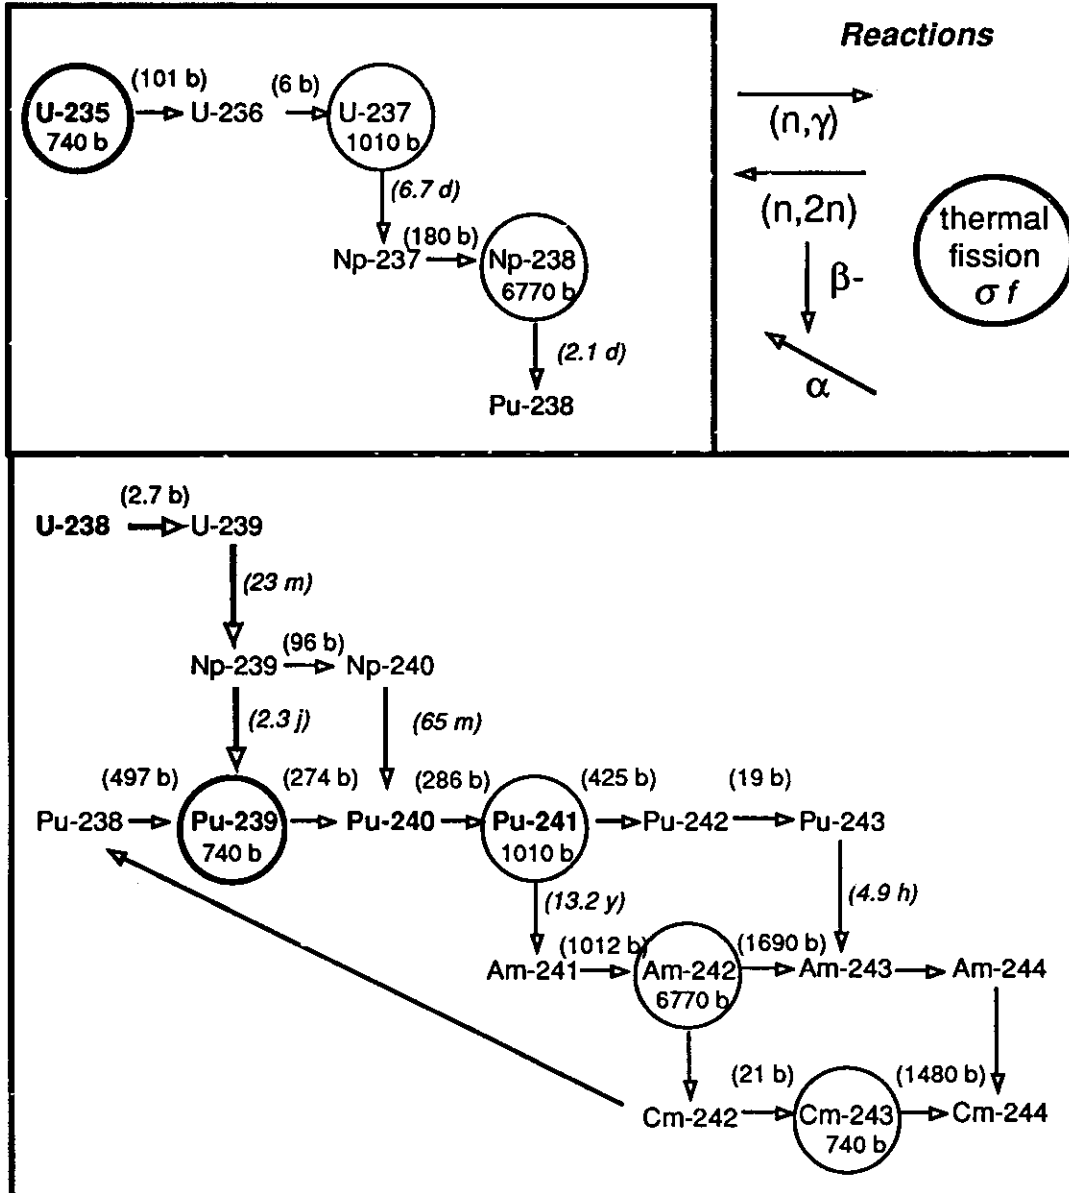 Reactions
(101 b)
(6 b)
U-235
U-236
U-237
740 b
1010 b
(n,γ)
(6.7 d)
(n,2n)
thermal
fission
σ f
(180 b)
Np-237
Np-238
6770 b
β-
(2.1 d)
α
Pu-238
(2.7 b)
U-238
U-239
(23 m)
(96 b)
Np-239
Np-240
(2.3 j)
(65 m)
(497 b)
(274 b)
(286 b)
(425 b)
(19 b)
Pu-238
Pu-239
Pu-240
Pu-241
Pu-242
Pu-243
740 b
1010 b
(13.2 y)
(4.9 h)
(1012 b)
(1690 b)
Am-241
Am-242
Am-243
Am-244
6770 b
(21 b)
(1480 b)
Cm-242
Cm-243
Cm-244
740 b